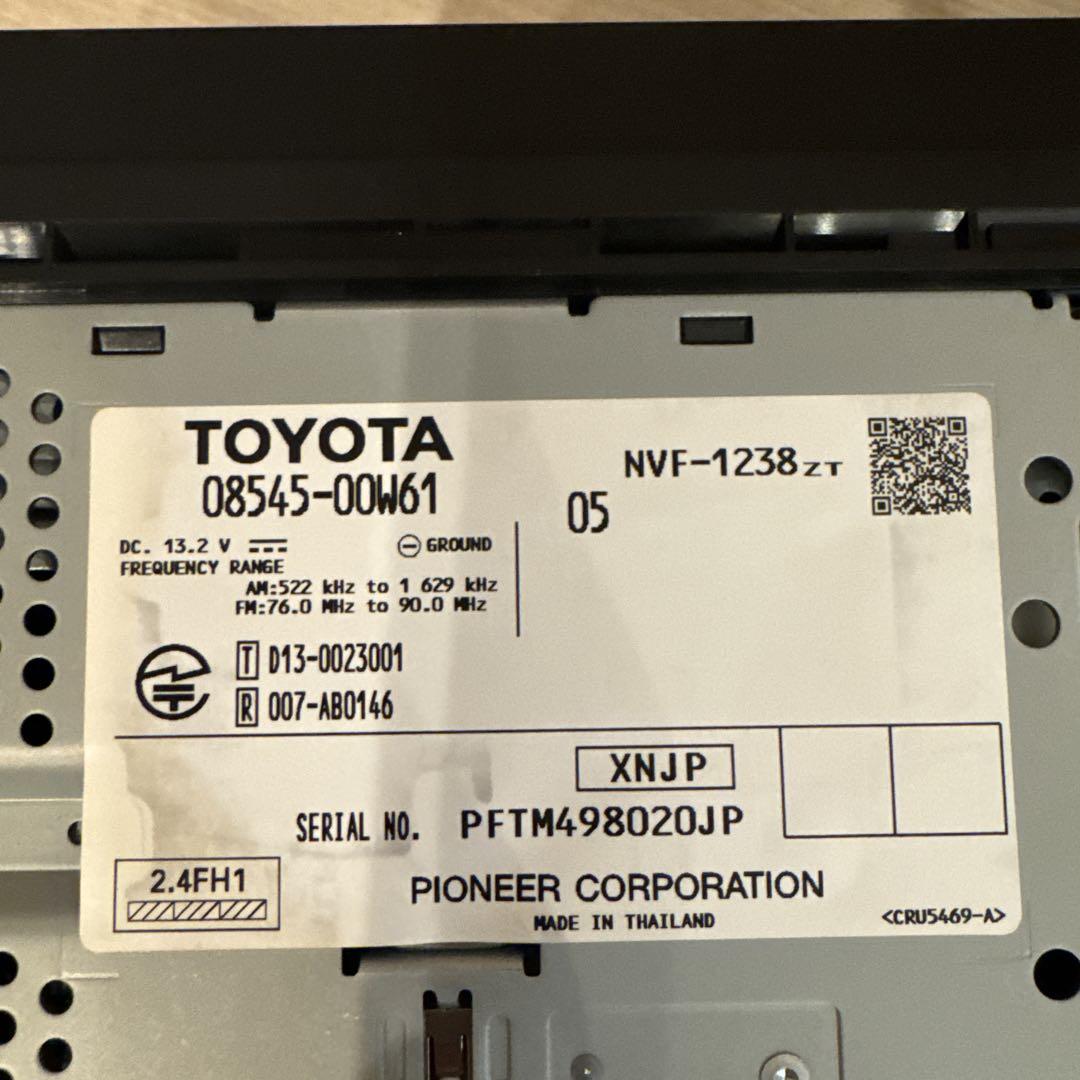 TOYOTA
08545-00W61
NVF-1238ZT
05
DC. 13.2 V
GROUND
FREQUENCY RANGE
AM:522 kHz to 1 629 kHz
FM:76.0 MHz to 90.0 MHz
T D13-0023001
R 007-AB0146
XNJP
SERIAL NO. PFTM498020JP
2.4FH1
PIONEER CORPORATION
MADE IN THAILAND
<CRU5469-A>